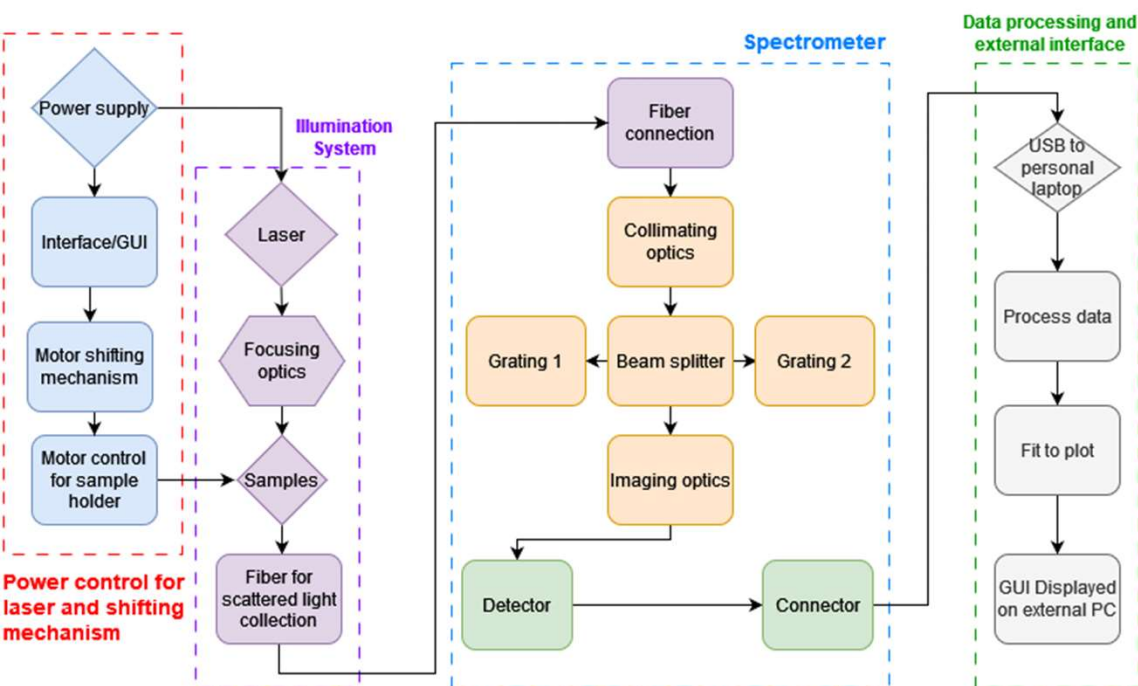 Data processing and
external interface
Spectrometer
Power supply
Illumination
System
Fiber
connection
USB to
personal
laptop
Interface/GUI
Laser
Collimating
optics
Motor shifting
mechanism
Focusing
optics
Grating 1
Beam splitter
Grating 2
Process data
Motor control
for sample
holder
Samples
Imaging optics
Fit to plot
Power control for
laser and shifting
mechanism
Fiber for
scattered light
collection
Detector
Connector
GUI Displayed
on external PC